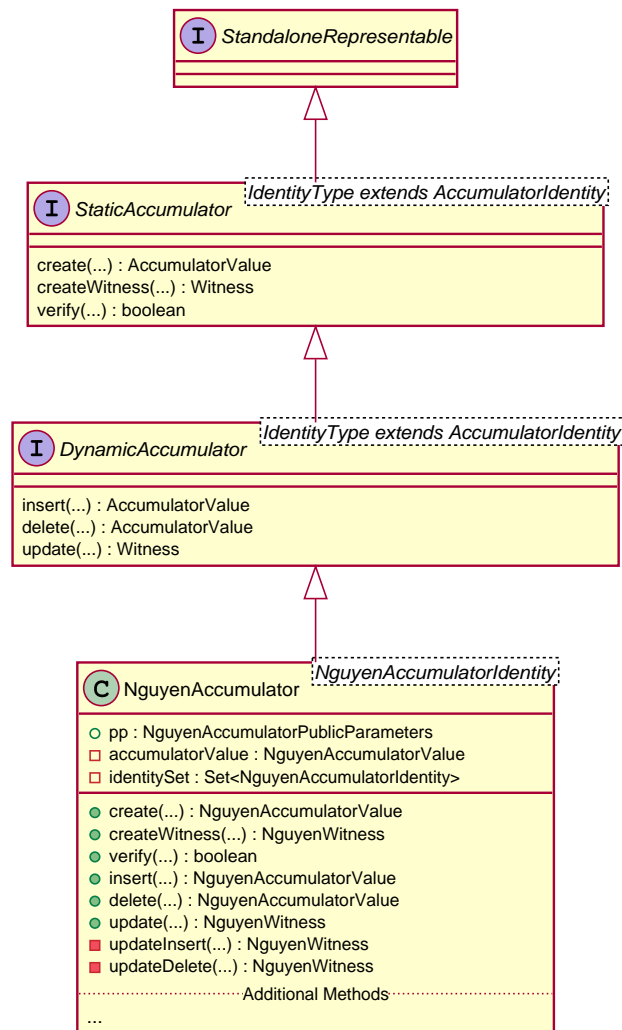 I StandaloneRepresentable
IdentityType extends AccumulatorIdentity
I StaticAccumulator
create(...) : AccumulatorValue
createWitness(...) : Witness
verify(...) : boolean
IdentityType extends AccumulatorIdentity
I DynamicAccumulator
insert(...) : AccumulatorValue
delete(...) : AccumulatorValue
update(...) : Witness
NguyenAccumulatorIdentity
C NguyenAccumulator
pp : NguyenAccumulatorPublicParameters
accumulatorValue : NguyenAccumulatorValue
identitySet : Set<NguyenAccumulatorIdentity>
create(...) : NguyenAccumulatorValue
createWitness(...) : NguyenWitness
verify(...) : boolean
insert(...) : NguyenAccumulatorValue
delete(...) : NguyenAccumulatorValue
update(...) : NguyenWitness
updateInsert(...) : NguyenWitness
updateDelete(...) : NguyenWitness
Additional Methods
...